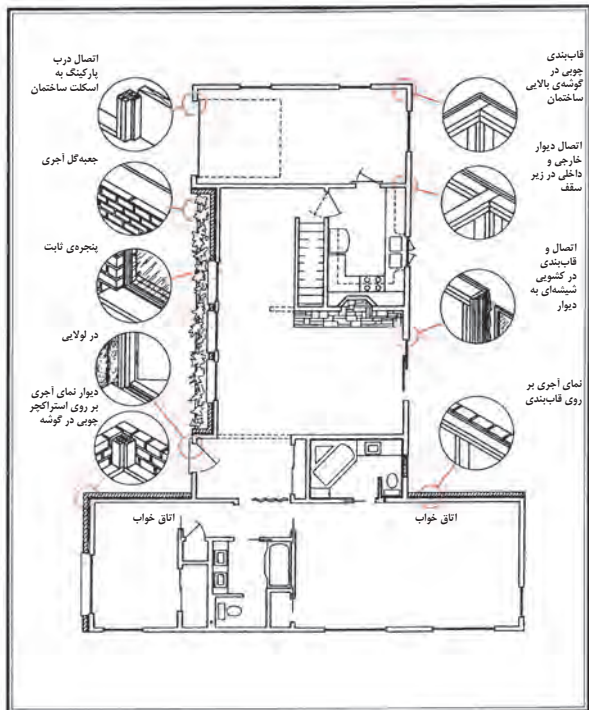 قاب‌بندی
چوبی در
گوشه‌ی بالایی
ساختمان
اتصال دیوار
خارجی و
داخلی در زیر
سقف
اتصال و
قاب‌بندی
در کشویی
شیشه‌ای به
دیوار
نمای آجری بر
روی قاب‌بندی
اتصال درب
پارکینگ به
اسکلت ساختمان
جعبه‌گل آجری
پنجره‌ی ثابت
در لولایی
دیوار نمای آجری
بر روی استراکچر
چوبی در گوشه
اتاق خواب
اتاق خواب